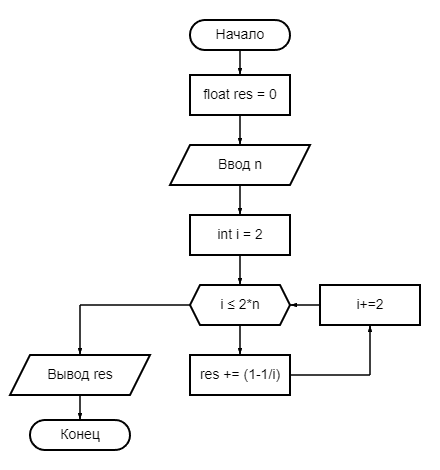 Начало
float res = 0
Ввод n
int i = 2
i ≤ 2*n
i+=2
res += (1-1/i)
Вывод res
Конец